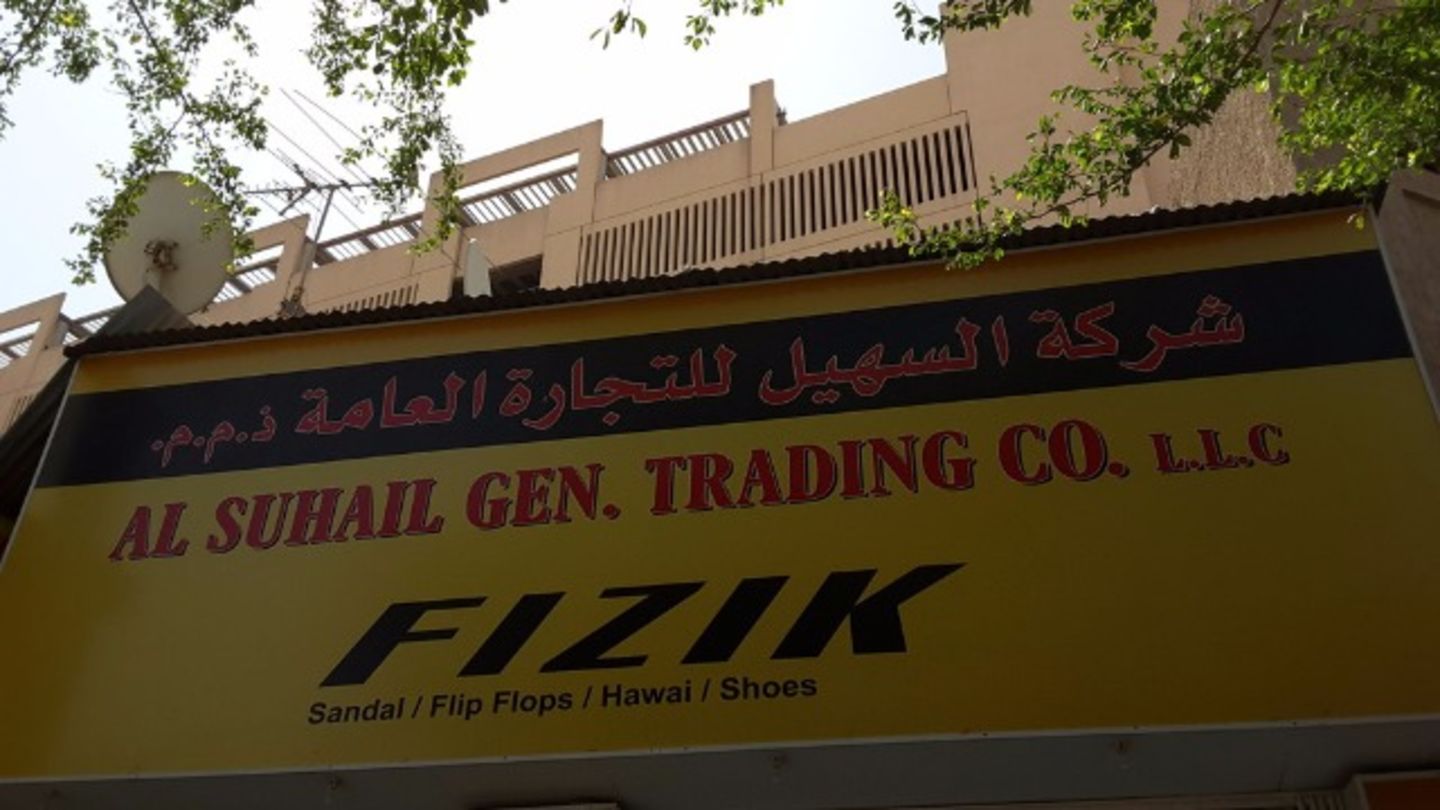 شركة السهيل للتجارة العامة ذ.م.م.
AL SUHAIL GEN. TRADING CO. L.L.C
FIZIK
Sandal / Flip Flops / Hawai / Shoes